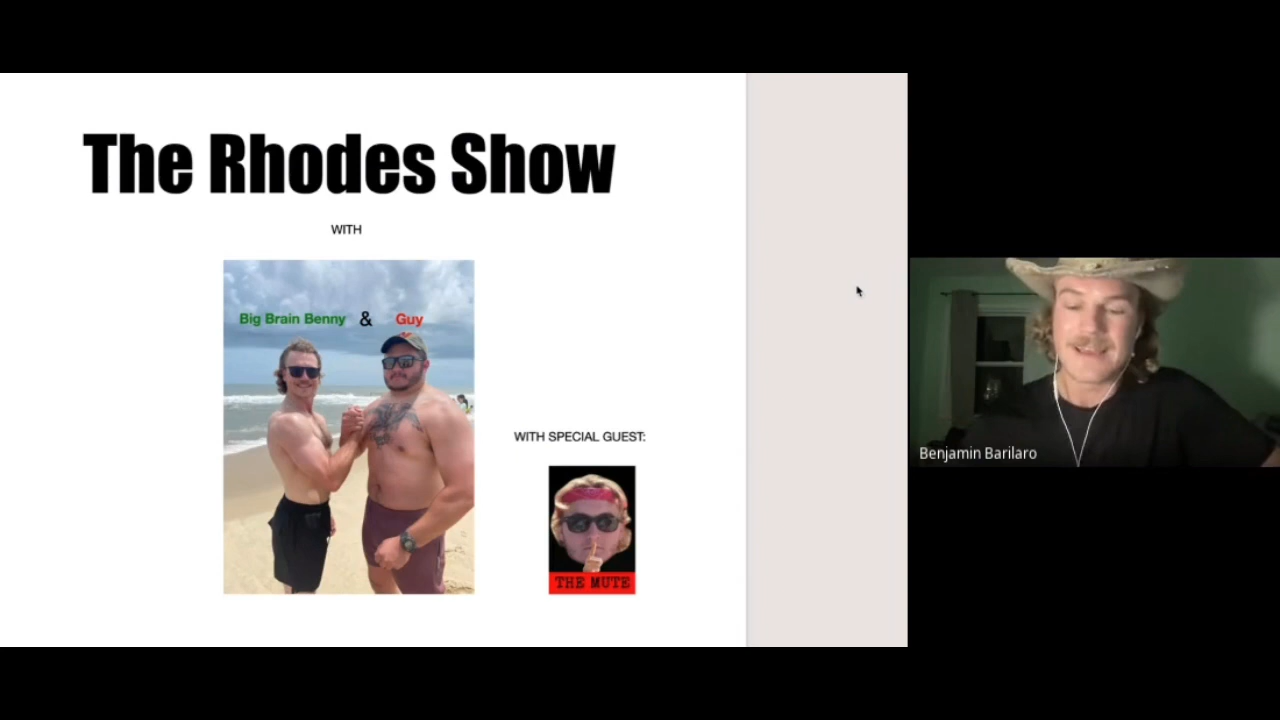 The Rhodes Show
WITH
Big Brain Benny & Guy
WITH SPECIAL GUEST:
THE MUTE
Benjamin Barilaro